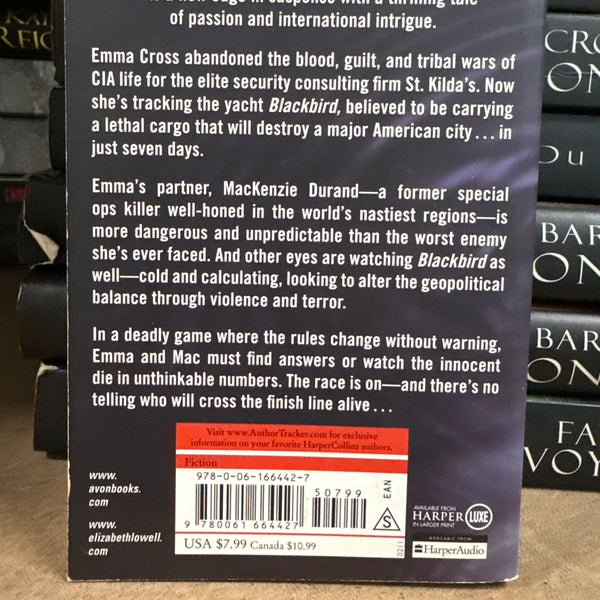 of passion and international intrigue.
Emma Cross abandoned the blood, guilt, and tribal wars of
CIA life for the elite security consulting firm St. Kilda's. Now
she's tracking the yacht Blackbird, believed to be carrying
a lethal cargo that will destroy a major American city . . . in
just seven days.
Emma's partner, MacKenzie Durand—a former special
ops killer well-honed in the world's nastiest regions—is
more dangerous and unpredictable than the worst enemy
she's ever faced. And other eyes are watching Blackbird as
well—cold and calculating, looking to alter the geopolitical
balance through violence and terror.
In a deadly game where the rules change without warning,
Emma and Mac must find answers or watch the innocent
die in unthinkable numbers. The race is on—and there's no
telling who will cross the finish line alive . . .
Visit www.AuthorTracker.com for exclusive
information on your favorite HarperCollins authors.
Fiction
978-0-06-166442-7
50799
EAN
9 780061 664427
S
USA $7.99 Canada $10.99
0211
www.
avonbooks.
com
www.
elizabethlowell.
com
AVAILABLE FROM
HARPER LUXE
IN LARGER PRINT
AVAILABLE FROM
HarperAudio
CRO
ON
DU
BAR
ON
BAR
ON
FA
VOY